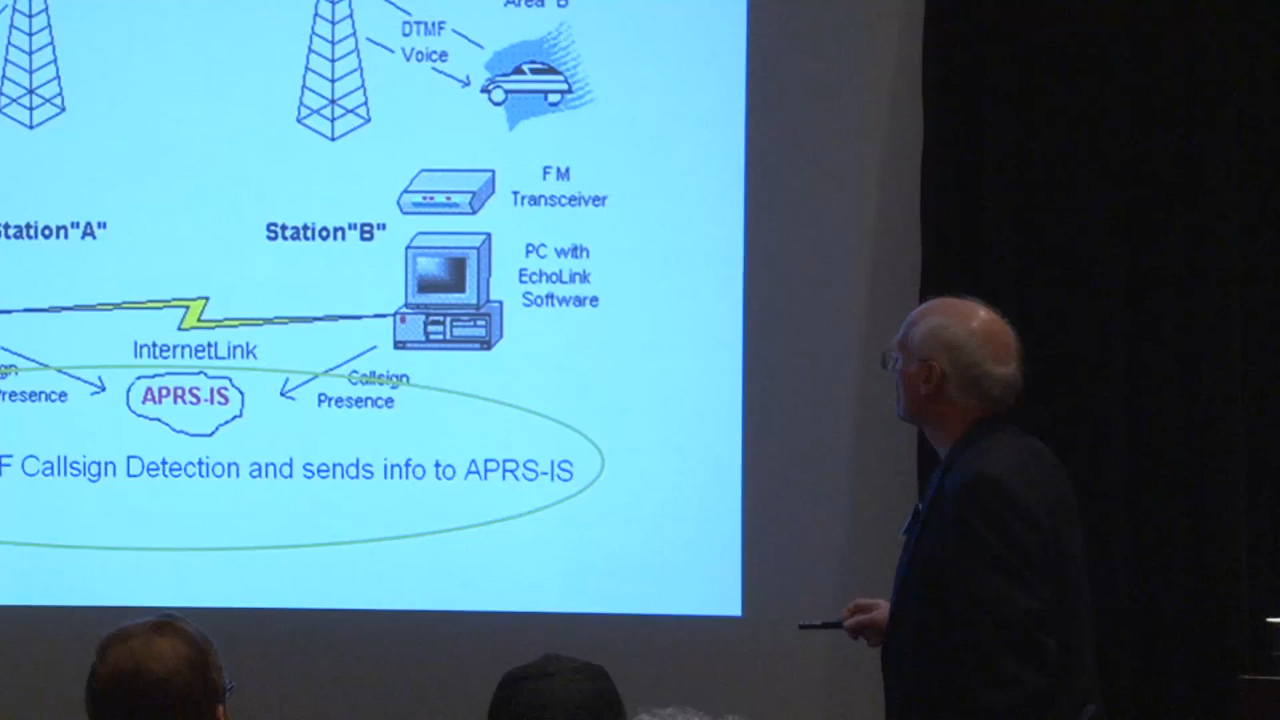 Area "B"
DTMF
Voice
FM
Transceiver
Station"A"
Station"B"
PC with
EchoLink
Software
InternetLink
Callsign
Presence
Presence
APRS-IS
F Callsign Detection and sends info to APRS-IS